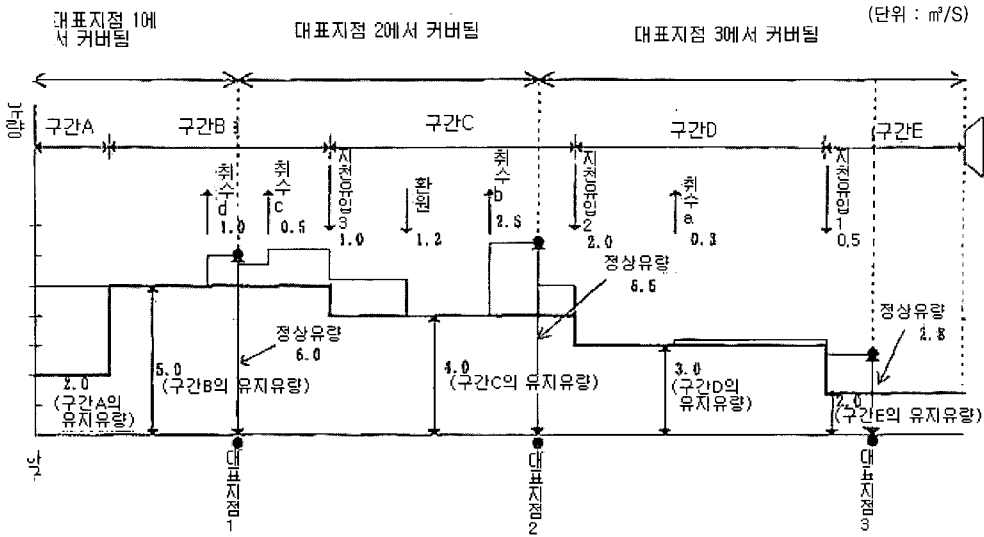 (단위 : ㎥/S)
대표지점 1에
서 커버됨
대표지점 2에서 커버됨
대표지점 3에서 커버됨
구간A
구간B
구간C
구간D
구간E
취수
d
1.0
취수
c
0.5
지천유입
3
1.0
환원
1.2
취수
b
지천유입
2
2.0
취수
a
0.3
지천유입
1
0.5
정상유량
6.0
정상유량
정상유량
2.0
(구간A의
유지유량)
5.0
(구간B의 유지유량)
4.0
(구간C의 유지유량)
3.0
(구간D의
유지유량)
2.0
(구간E의 유지유량)
대표지점
1
대표지점
2
대표지점
3